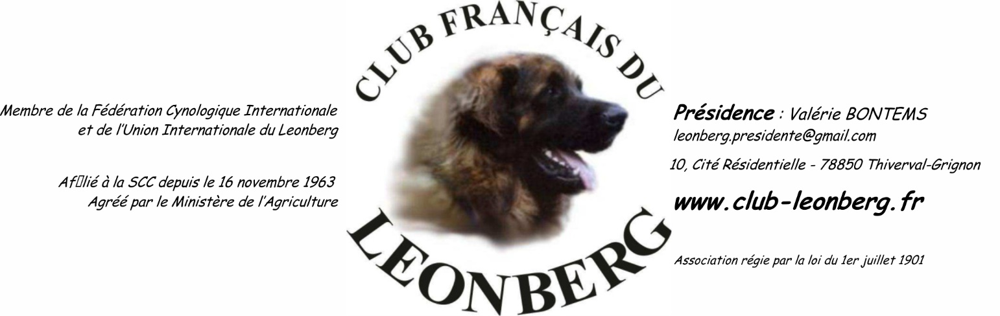 CLUB FRANÇAIS DU
LEONBERG
Membre de la Fédération Cynologique Internationale
et de l'Union Internationale du Leonberg
Af▯lié à la SCC depuis le 16 novembre 1963
Agréé par le Ministère de l'Agriculture
Présidence : Valérie BONTEMS
leonberg.presidente@gmail.com
10, Cité Résidentielle - 78850 Thiverval-Grignon
www.club-leonberg.fr
Association régie par la loi du 1er juillet 1901